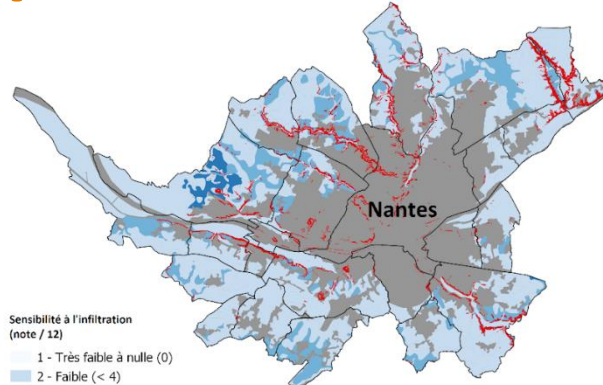 Nantes
Sensibilité à l'infiltration
(note / 12)
1 - Très faible à nulle (0)
2 - Faible (< 4)